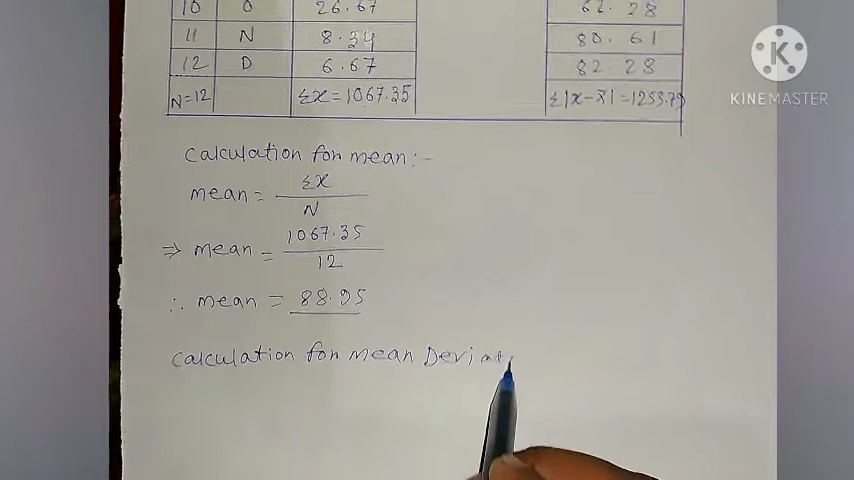 10 O 26.67 62.28
11 N 8.34 80.61
12 D 6.67 82.28
N=12 Σx=1067.35 Σ|x-x̄|=1253.79
KINEMASTER
Calculation for mean:-
mean = Σx / N
⇒ mean = 1067.35 / 12
∴ mean = 88.95
Calculation for mean Deviat